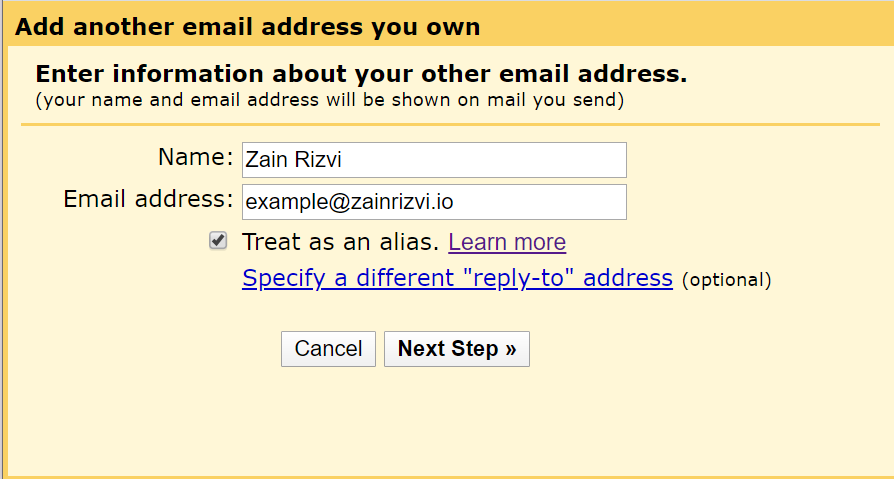 Add another email address you own
Enter information about your other email address.
(your name and email address will be shown on mail you send)
Name: Zain Rizvi
Email address: example@zainrizvi.io
Treat as an alias. Learn more
Specify a different "reply-to" address (optional)
Cancel Next Step »